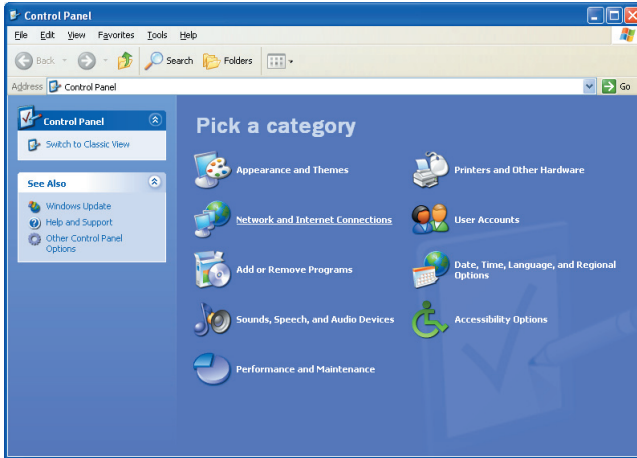 Control Panel
File Edit View Favorites Tools Help
Back Search Folders
Address Control Panel Go
Control Panel
Switch to Classic View
See Also
Windows Update
Help and Support
Other Control Panel
Options
Pick a category
Appearance and Themes
Printers and Other Hardware
Network and Internet Connections
User Accounts
Add or Remove Programs
Date, Time, Language, and Regional
Options
Sounds, Speech, and Audio Devices
Accessibility Options
Performance and Maintenance